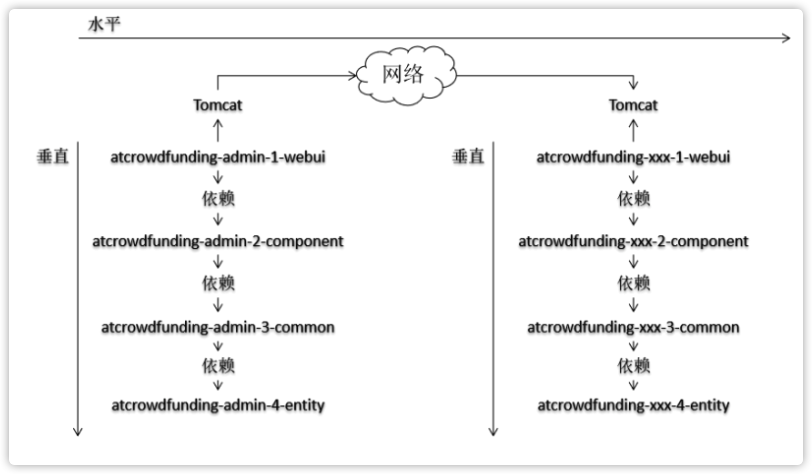 水平
网络
Tomcat
Tomcat
垂直
atcrowdfunding-admin-1-webui
垂直
atcrowdfunding-xxx-1-webui
依赖
依赖
atcrowdfunding-admin-2-component
atcrowdfunding-xxx-2-component
依赖
依赖
atcrowdfunding-admin-3-common
atcrowdfunding-xxx-3-common
依赖
依赖
atcrowdfunding-admin-4-entity
atcrowdfunding-xxx-4-entity